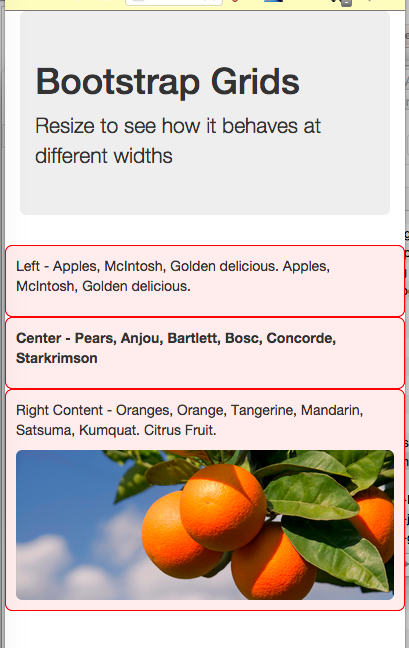 Bootstrap Grids
Resize to see how it behaves at
different widths
Left - Apples, McIntosh, Golden delicious. Apples,
McIntosh, Golden delicious.
Center - Pears, Anjou, Bartlett, Bosc, Concorde,
Starkrimson
Right Content - Oranges, Orange, Tangerine, Mandarin,
Satsuma, Kumquat. Citrus Fruit.